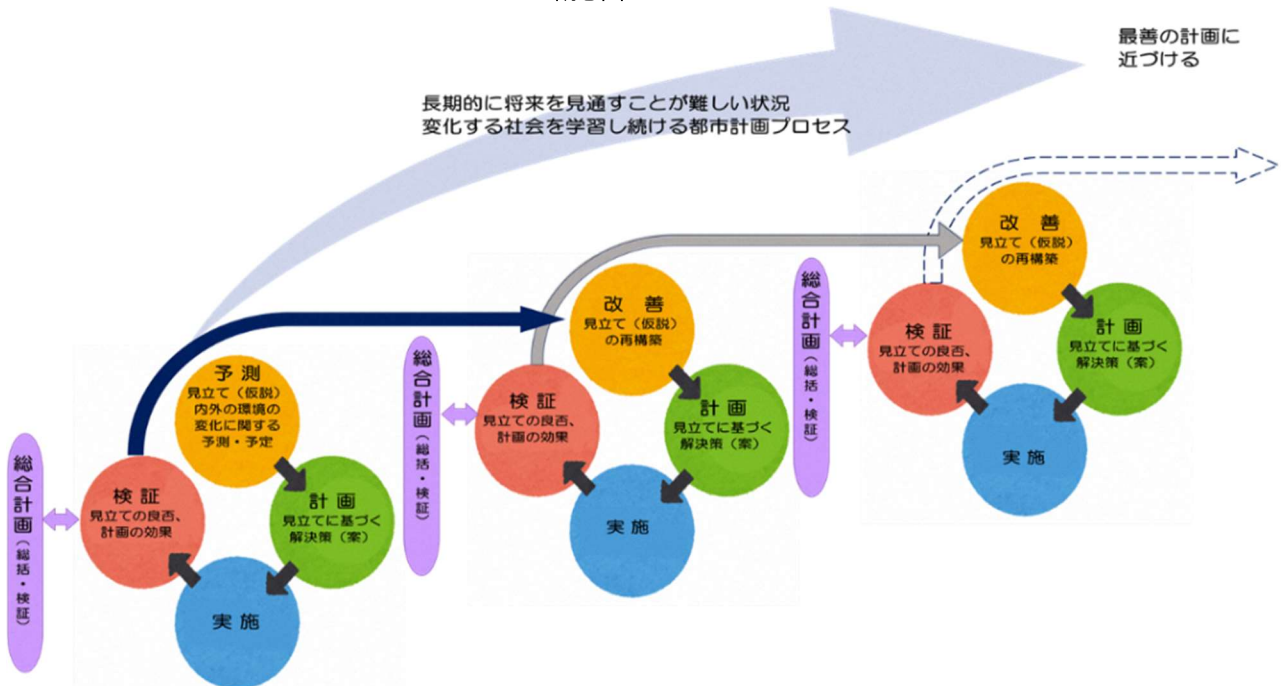 最善の計画に
近づける
長期的に将来を見通すことが難しい状況
変化する社会を学習し続ける都市計画プロセス
総合計画（総括・検証）
検 証
見立ての良否、
計画の効果
予 測
見立て（仮説）
内外の環境の
変化に関する
予測・予定
計 画
見立てに基づく
解決策（案）
実 施
総合計画（総括・検証）
検 証
見立ての良否、
計画の効果
改　善
見立て（仮説）
の再構築
計 画
見立てに基づく
解決策（案）
実 施
総合計画（総括・検証）
検 証
見立ての良否、
計画の効果
改　善
見立て（仮説）
の再構築
計 画
見立てに基づく
解決策（案）
実 施